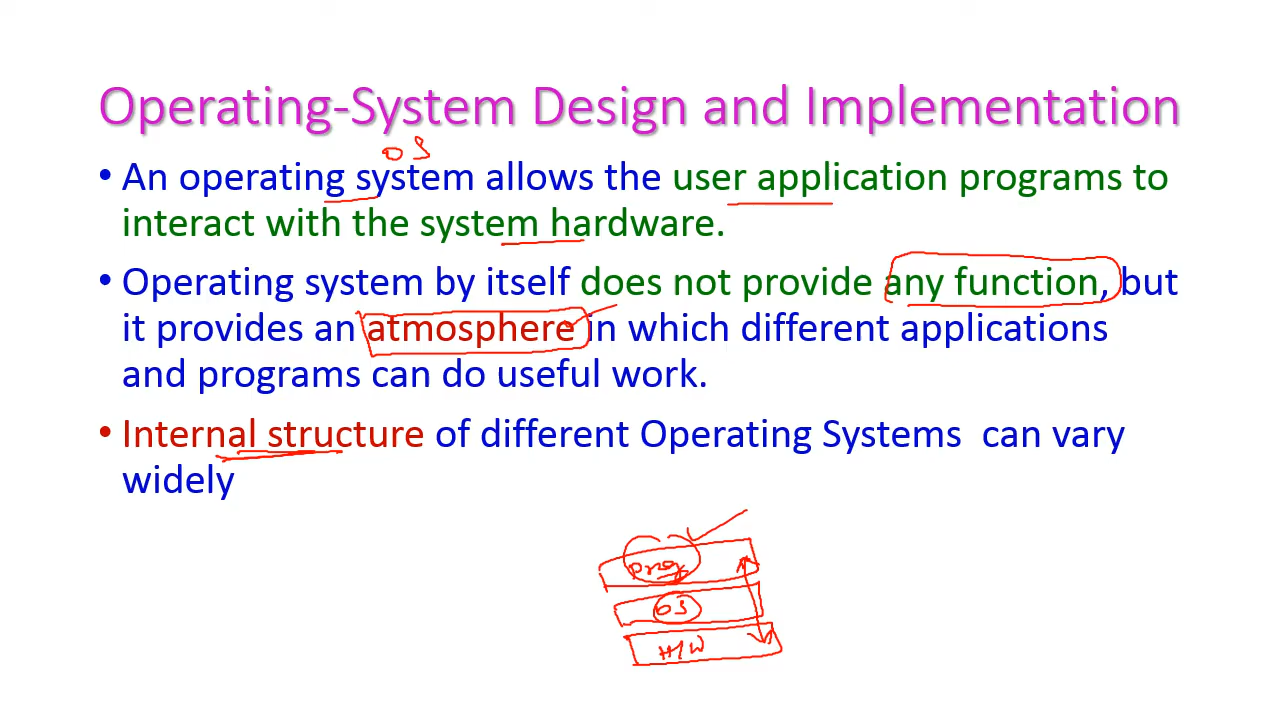 Operating-System Design and Implementation
OS
• An operating system allows the user application programs to
interact with the system hardware.
• Operating system by itself does not provide any function, but
it provides an atmosphere in which different applications
and programs can do useful work.
• Internal structure of different Operating Systems can vary
widely
Prog
OS
H/W